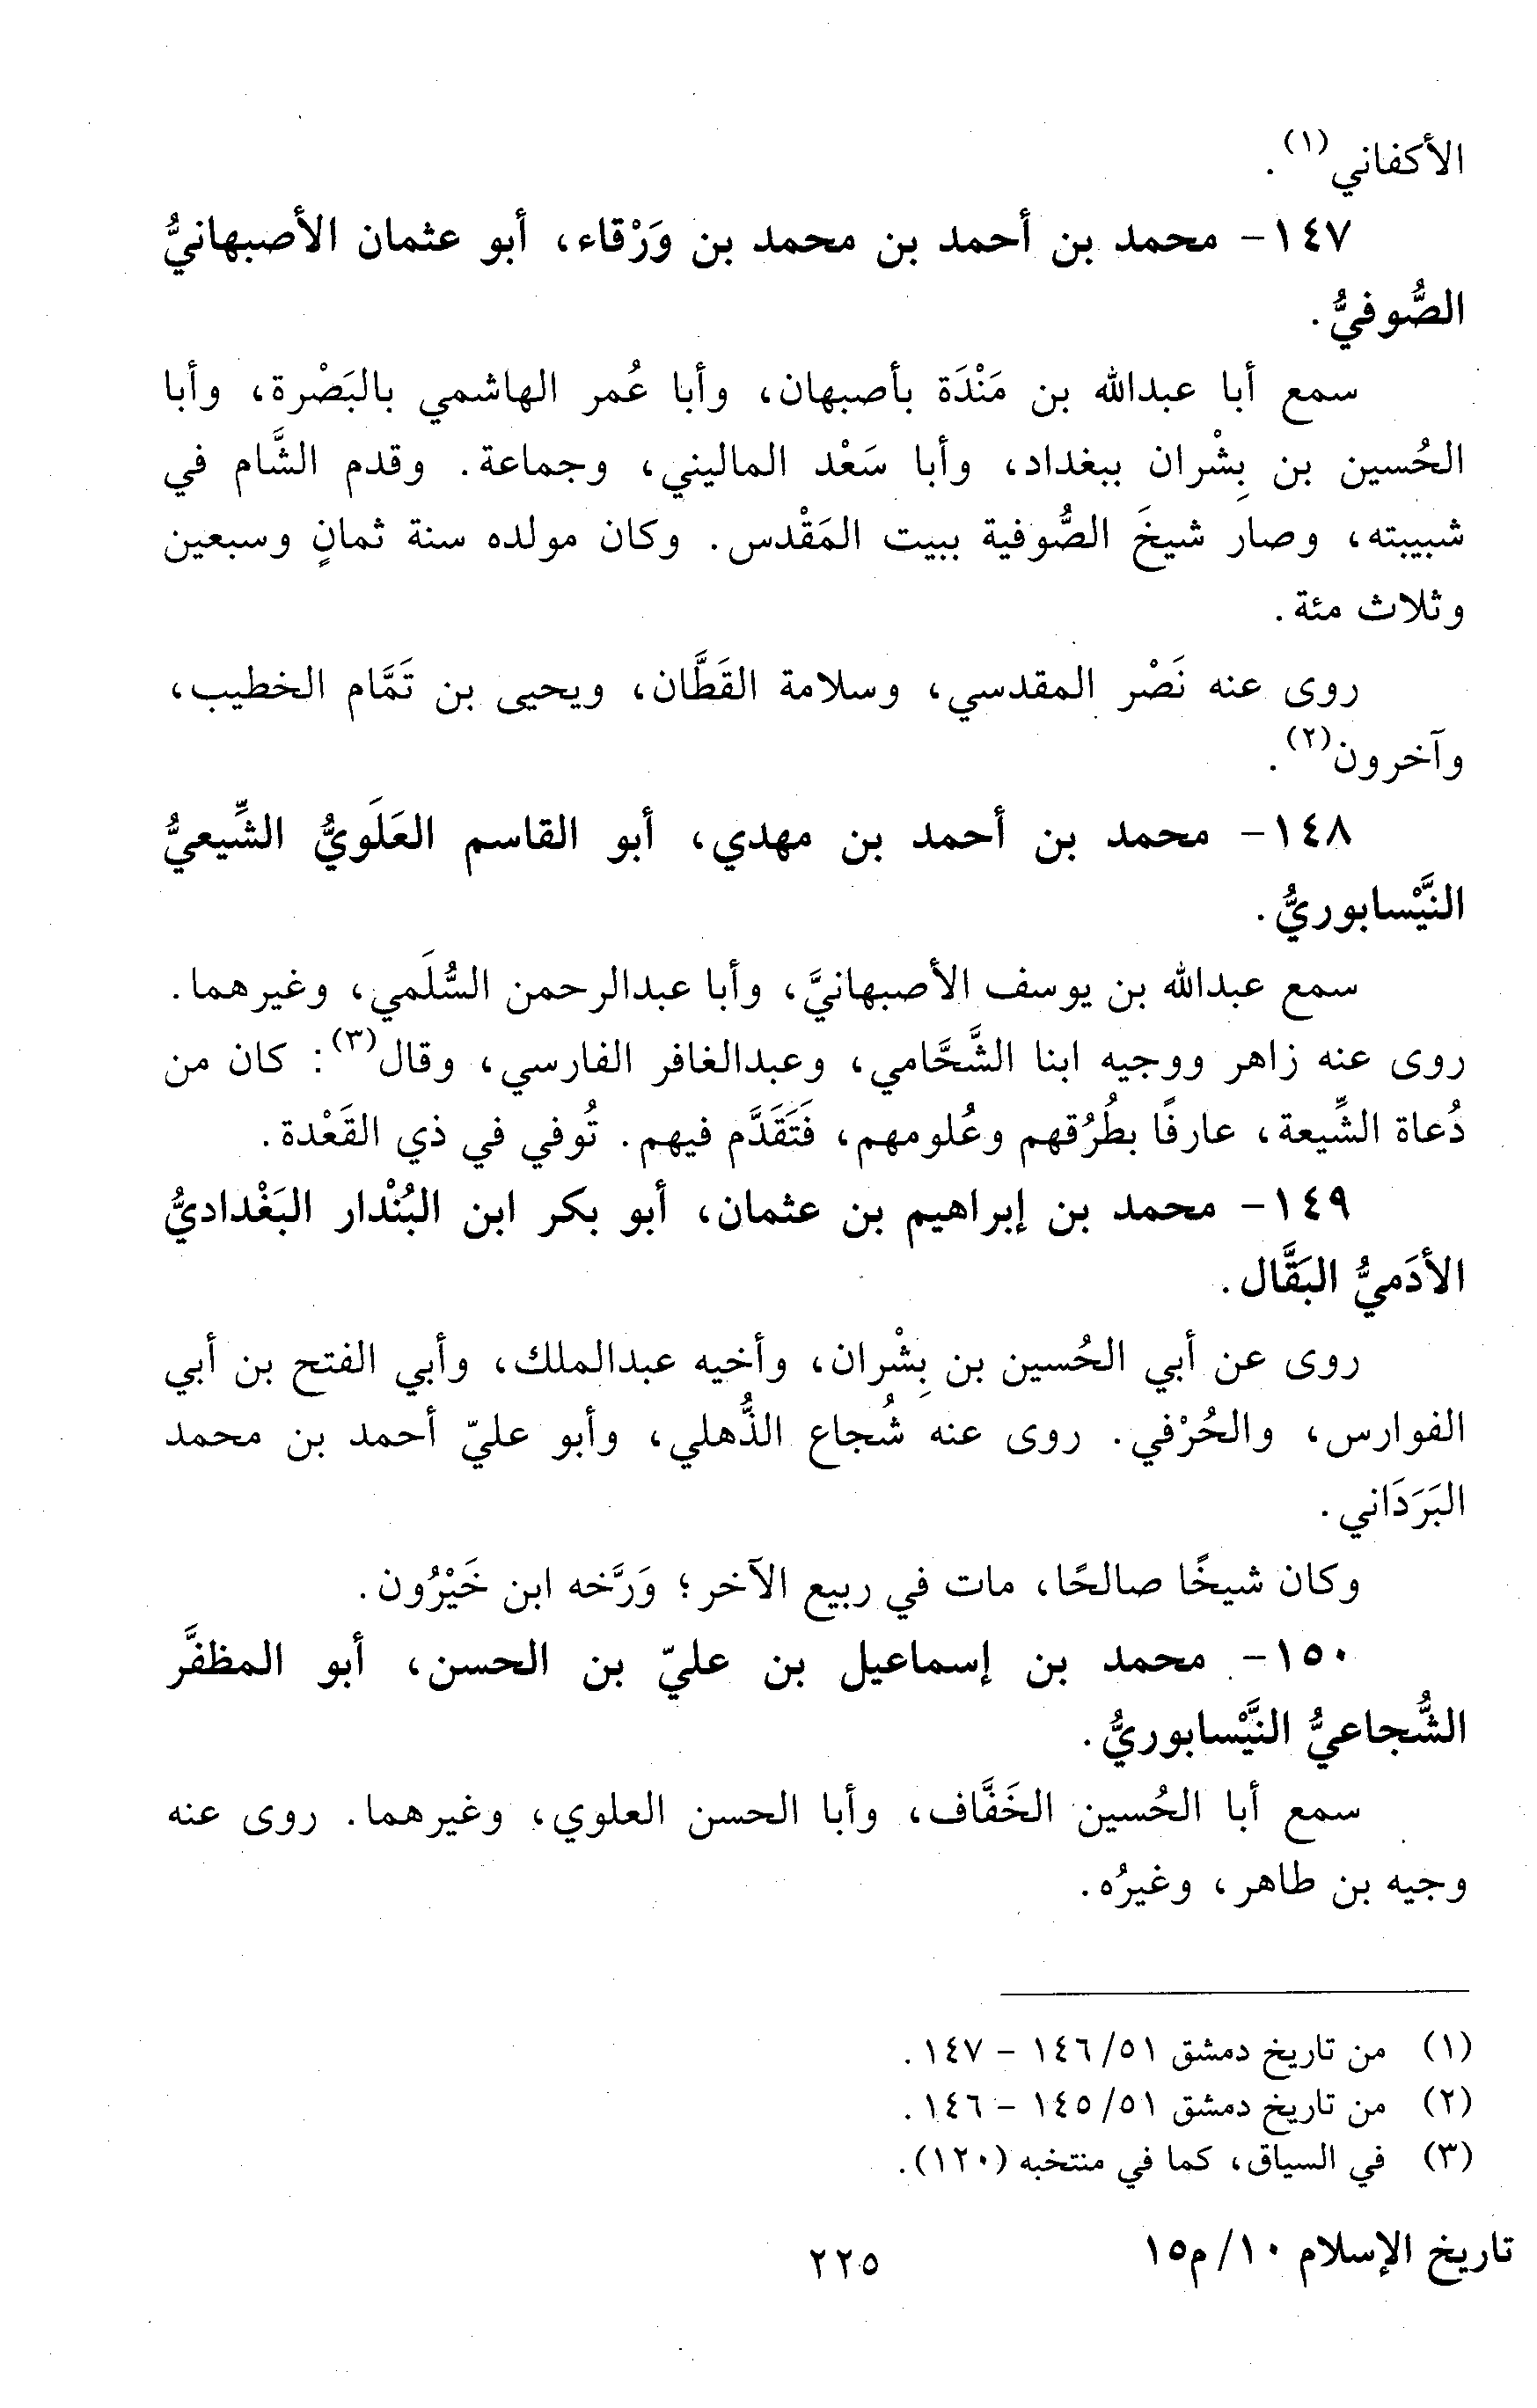 الأكفاني(١).
١٤٧- محمد بن أحمد بن محمد بن وَرْقاء، أبو عثمان الأصبهانيُّ
الصُّوفيُّ.
سمع أبا عبدالله بن مَنْدَة بأصبهان، وأبا عُمر الهاشمي بالبَصْرة، وأبا
الحُسين بن بِشْران ببغداد، وأبا سَعْد الماليني، وجماعة. وقدم الشَّام في
شبيبته، وصار شيخَ الصُّوفية ببيت المَقْدس. وكان مولده سنة ثمانٍ وسبعين
وثلاث مئة.
روى عنه نَصْر المقدسي، وسلامة القَطَّان، ويحيى بن تَمَّام الخطيب،
وآخرون(٢).
١٤٨- محمد بن أحمد بن مهدي، أبو القاسم العَلَويُّ الشِّيعيُّ
النَّيْسابوريُّ.
سمع عبدالله بن يوسف الأصبهانيَّ، وأبا عبدالرحمن السُّلَمي، وغيرهما.
روى عنه زاهر ووجيه ابنا الشَّحَّامي، وعبدالغافر الفارسي، وقال(٣): كان من
دُعاة الشِّيعة، عارفًا بطُرُقهم وعُلومهم، فَتَقَدَّم فيهم. تُوفي في ذي القَعْدة.
١٤٩- محمد بن إبراهيم بن عثمان، أبو بكر ابن البُنْدار البَغْداديُّ
الأدَميُّ البَقَّال.
روى عن أبي الحُسين بن بِشْران، وأخيه عبدالملك، وأبي الفتح بن أبي
الفوارس، والحُرْفي. روى عنه شُجاع الذُّهلي، وأبو عليّ أحمد بن محمد
البَرَدَاني.
وكان شيخًا صالحًا، مات في ربيع الآخر؛ وَرَّخه ابن خَيْرُون.
١٥٠- محمد بن إسماعيل بن عليّ بن الحسن، أبو المظفَّر
الشُّجاعيُّ النَّيْسابوريُّ.
سمع أبا الحُسين الخَفَّاف، وأبا الحسن العلوي، وغيرهما. روى عنه
وجيه بن طاهر، وغيرُه.
(١) من تاريخ دمشق ٥١/ ١٤٦ - ١٤٧.
(٢) من تاريخ دمشق ٥١/ ١٤٥ - ١٤٦.
(٣) في السياق، كما في منتخبه (١٢٠).
تاريخ الإسلام ١٠/ م١٥
٢٢٥